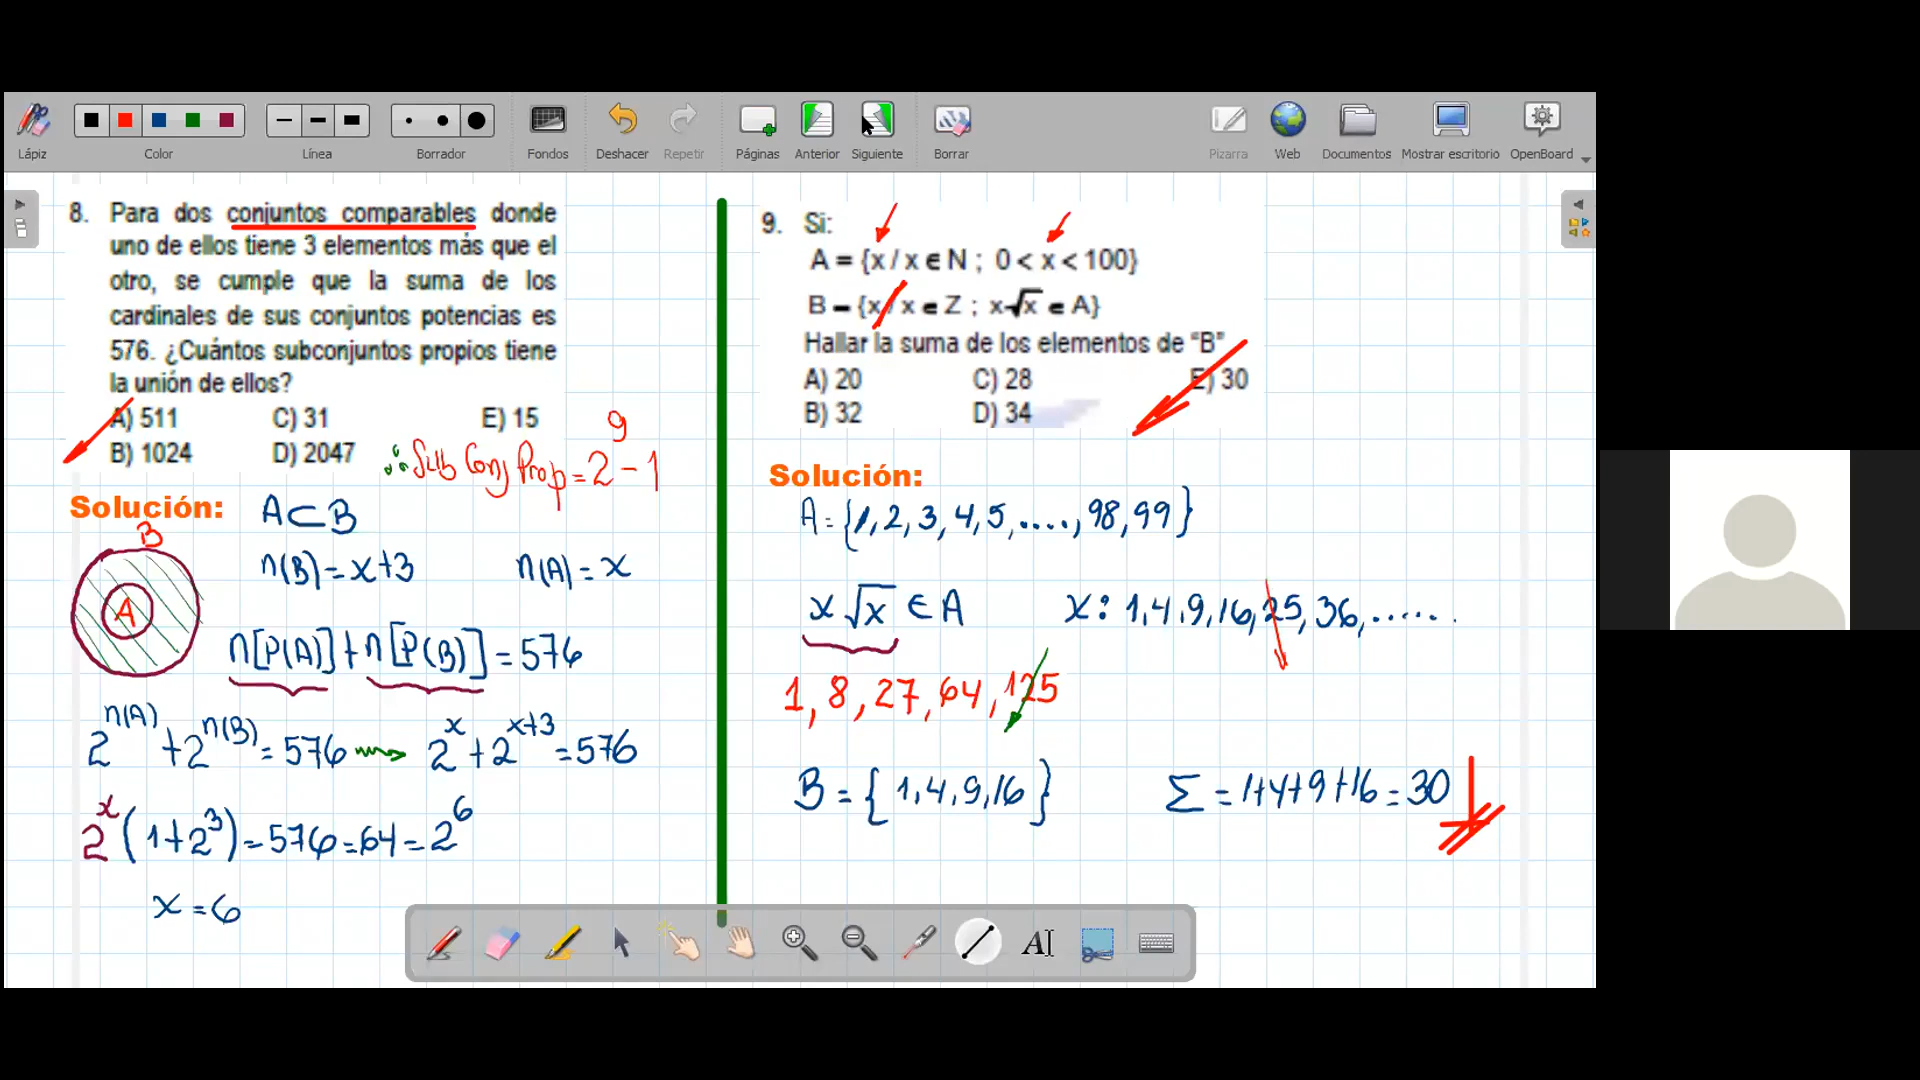 Lápiz Color Línea Borrador Fondos Deshacer Repetir Páginas Anterior Siguiente Borrar Pizarra Web Documentos Mostrar escritorio OpenBoard
8. Para dos conjuntos comparables donde
uno de ellos tiene 3 elementos más que el
otro, se cumple que la suma de los
cardinales de sus conjuntos potencias es
576. ¿Cuántos subconjuntos propios tiene
la unión de ellos?
A) 511 C) 31 E) 15
B) 1024 D) 2047
∴ Sub Conj Prop = 2^9 - 1
Solución: A ⊂ B
B
A
n(B) = x+3 n(A) = x
n[P(A)] + n[P(B)] = 576
2^n(A) + 2^n(B) = 576 → 2^x + 2^x+3 = 576
2^x (1+2^3) = 576 = 64 = 2^6
x = 6
9. Si:
A = {x / x ∈ N ; 0 < x < 100}
B = {x / x ∈ Z ; x√x ∈ A}
Hallar la suma de los elementos de “B”
A) 20 C) 28 E) 30
B) 32 D) 34
Solución:
A = {1, 2, 3, 4, 5, ...., 98, 99}
x√x ∈ A x : 1, 4, 9, 16, 25, 36, ......
1, 8, 27, 64, 125
B = {1, 4, 9, 16} Σ = 1+4+9+16 = 30
AI